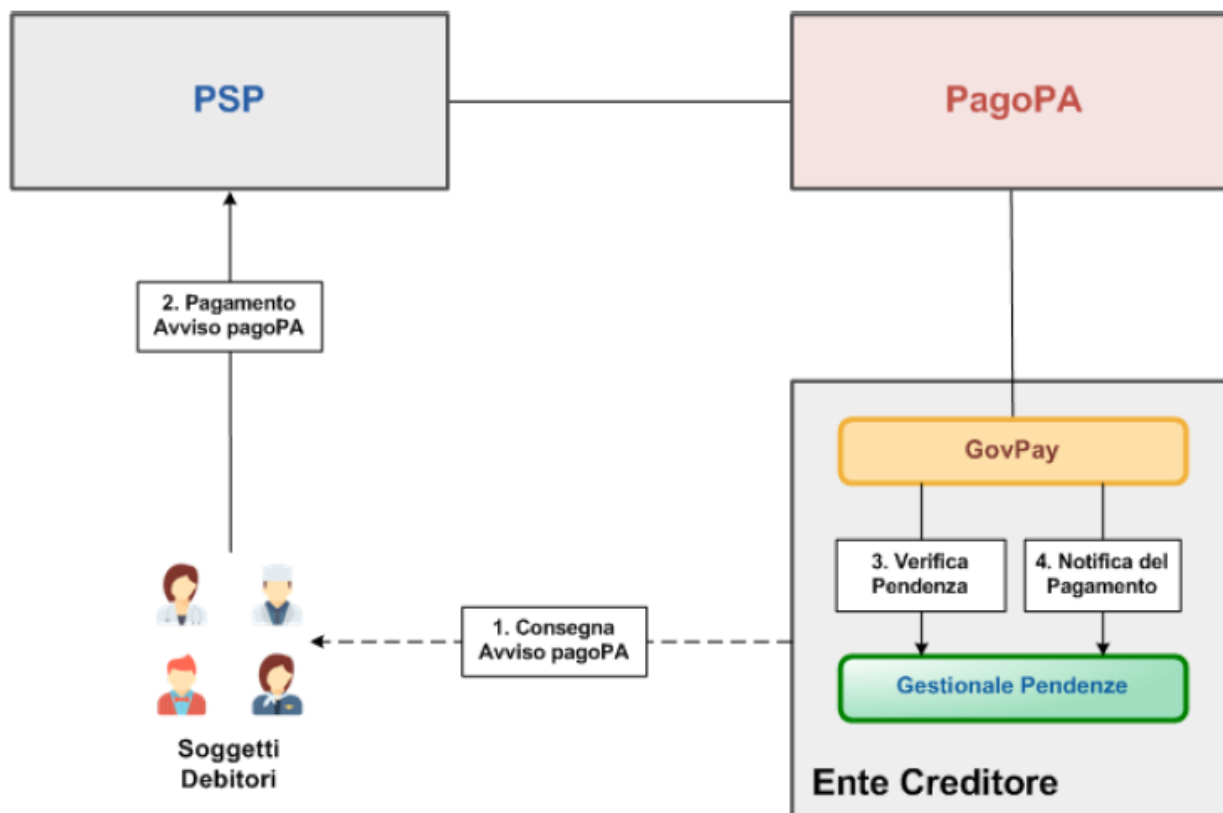 PSP
PagoPA
2. Pagamento
Avviso pagoPA
GovPay
3. Verifica
Pendenza
4. Notifica del
Pagamento
1. Consegna
Avviso pagoPA
Gestionale Pendenze
Soggetti
Debitori
Ente Creditore